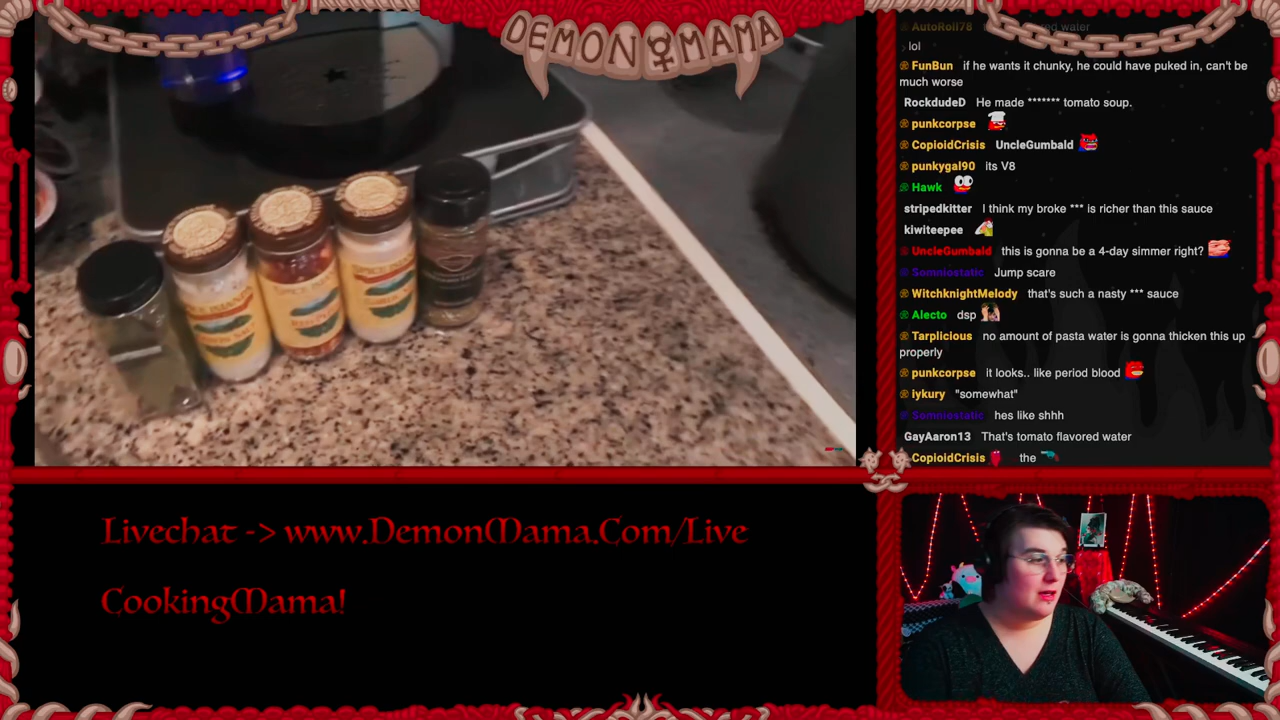 DEMON MAMA
AutoRoll78 red water
lol
FunBun if he wants it chunky, he could have puked in, can't be
much worse
RockdudeD He made ******* tomato soup.
punkcorpse
CopioidCrisis UncleGumbald
punkygal90 its V8
Hawk
stripedkitter I think my broke *** is richer than this sauce
kiwiteepee
UncleGumbald this is gonna be a 4-day simmer right?
Somniostatic Jump scare
WitchknightMelody that's such a nasty *** sauce
Alecto dsp
Tarplicious no amount of pasta water is gonna thicken this up
properly
punkcorpse it looks.. like period blood
iykury "somewhat"
Somniostatic hes like shhh
GayAaron13 That's tomato flavored water
CopioidCrisis the
Livechat -> www.DemonMama.Com/Live
CookingMama!